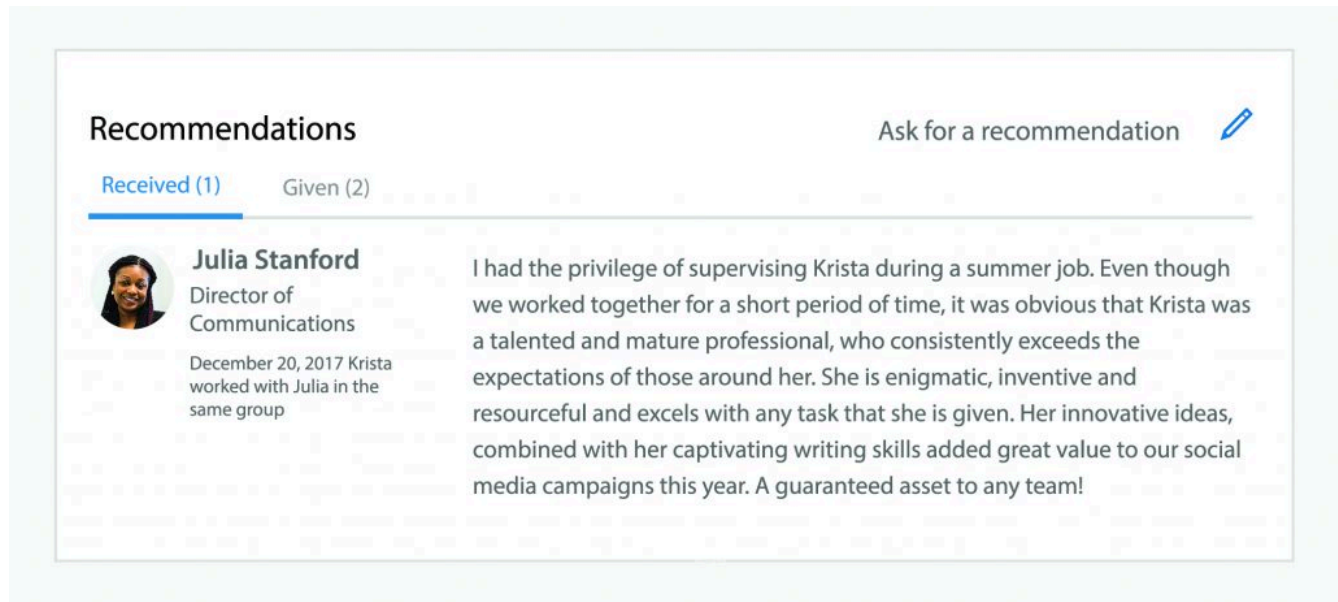 Recommendations
Ask for a recommendation
Received (1)
Given (2)
Julia Stanford
Director of
Communications
December 20, 2017 Krista
worked with Julia in the
same group
I had the privilege of supervising Krista during a summer job. Even though
we worked together for a short period of time, it was obvious that Krista was
a talented and mature professional, who consistently exceeds the
expectations of those around her. She is enigmatic, inventive and
resourceful and excels with any task that she is given. Her innovative ideas,
combined with her captivating writing skills added great value to our social
media campaigns this year. A guaranteed asset to any team!